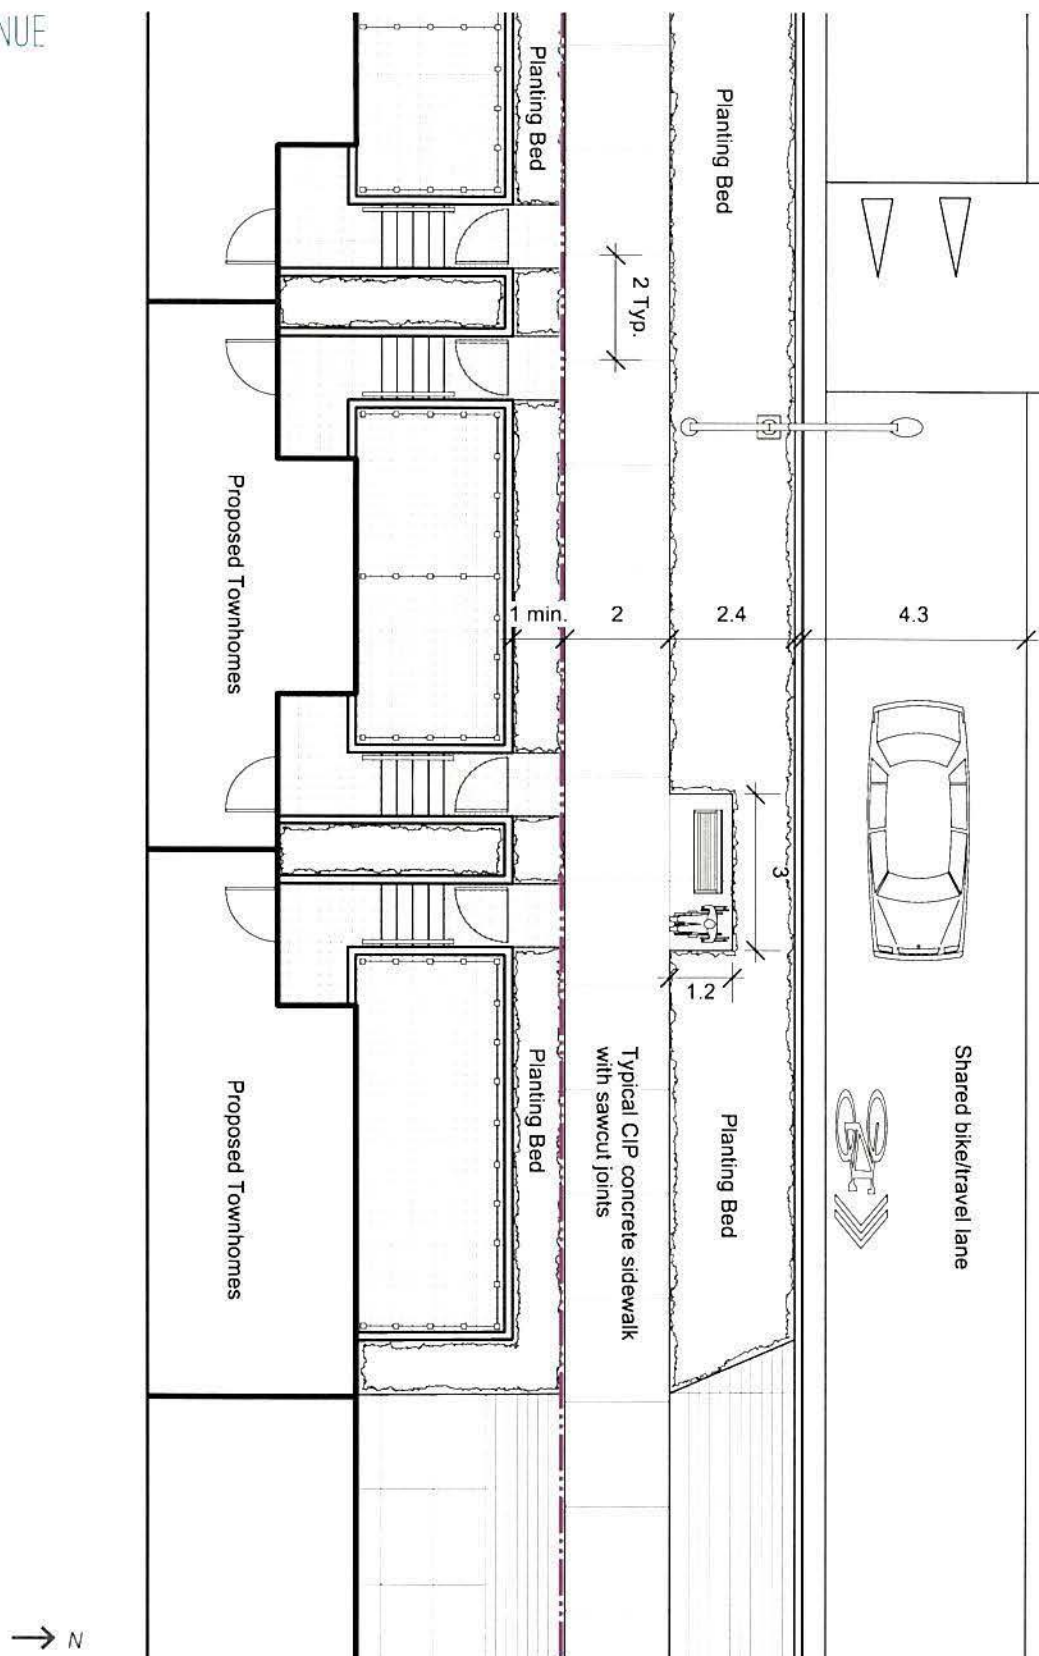 NUE
Planting Bed
Planting Bed
2 Typ.
Proposed Townhomes
1 min.
2
2.4
4.3
3
1.2
Planting Bed
Typical CIP concrete sidewalk
with sawcut joints
Planting Bed
Shared bike/travel lane
Proposed Townhomes
N